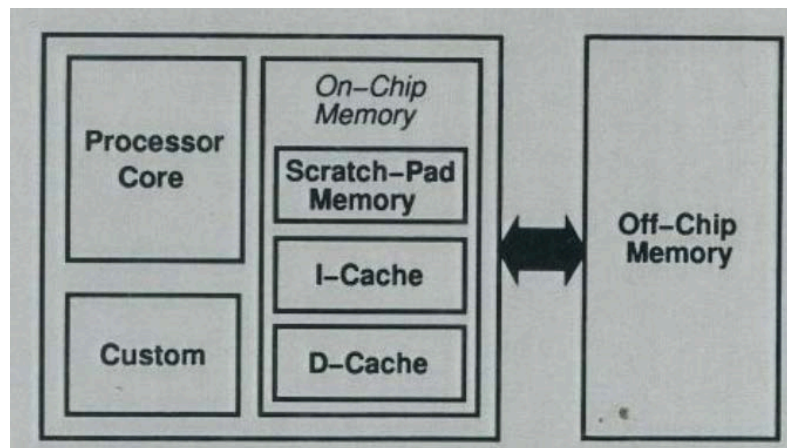 Processor
Core
Custom
On–Chip
Memory
Scratch–Pad
Memory
I–Cache
D–Cache
Off–Chip
Memory